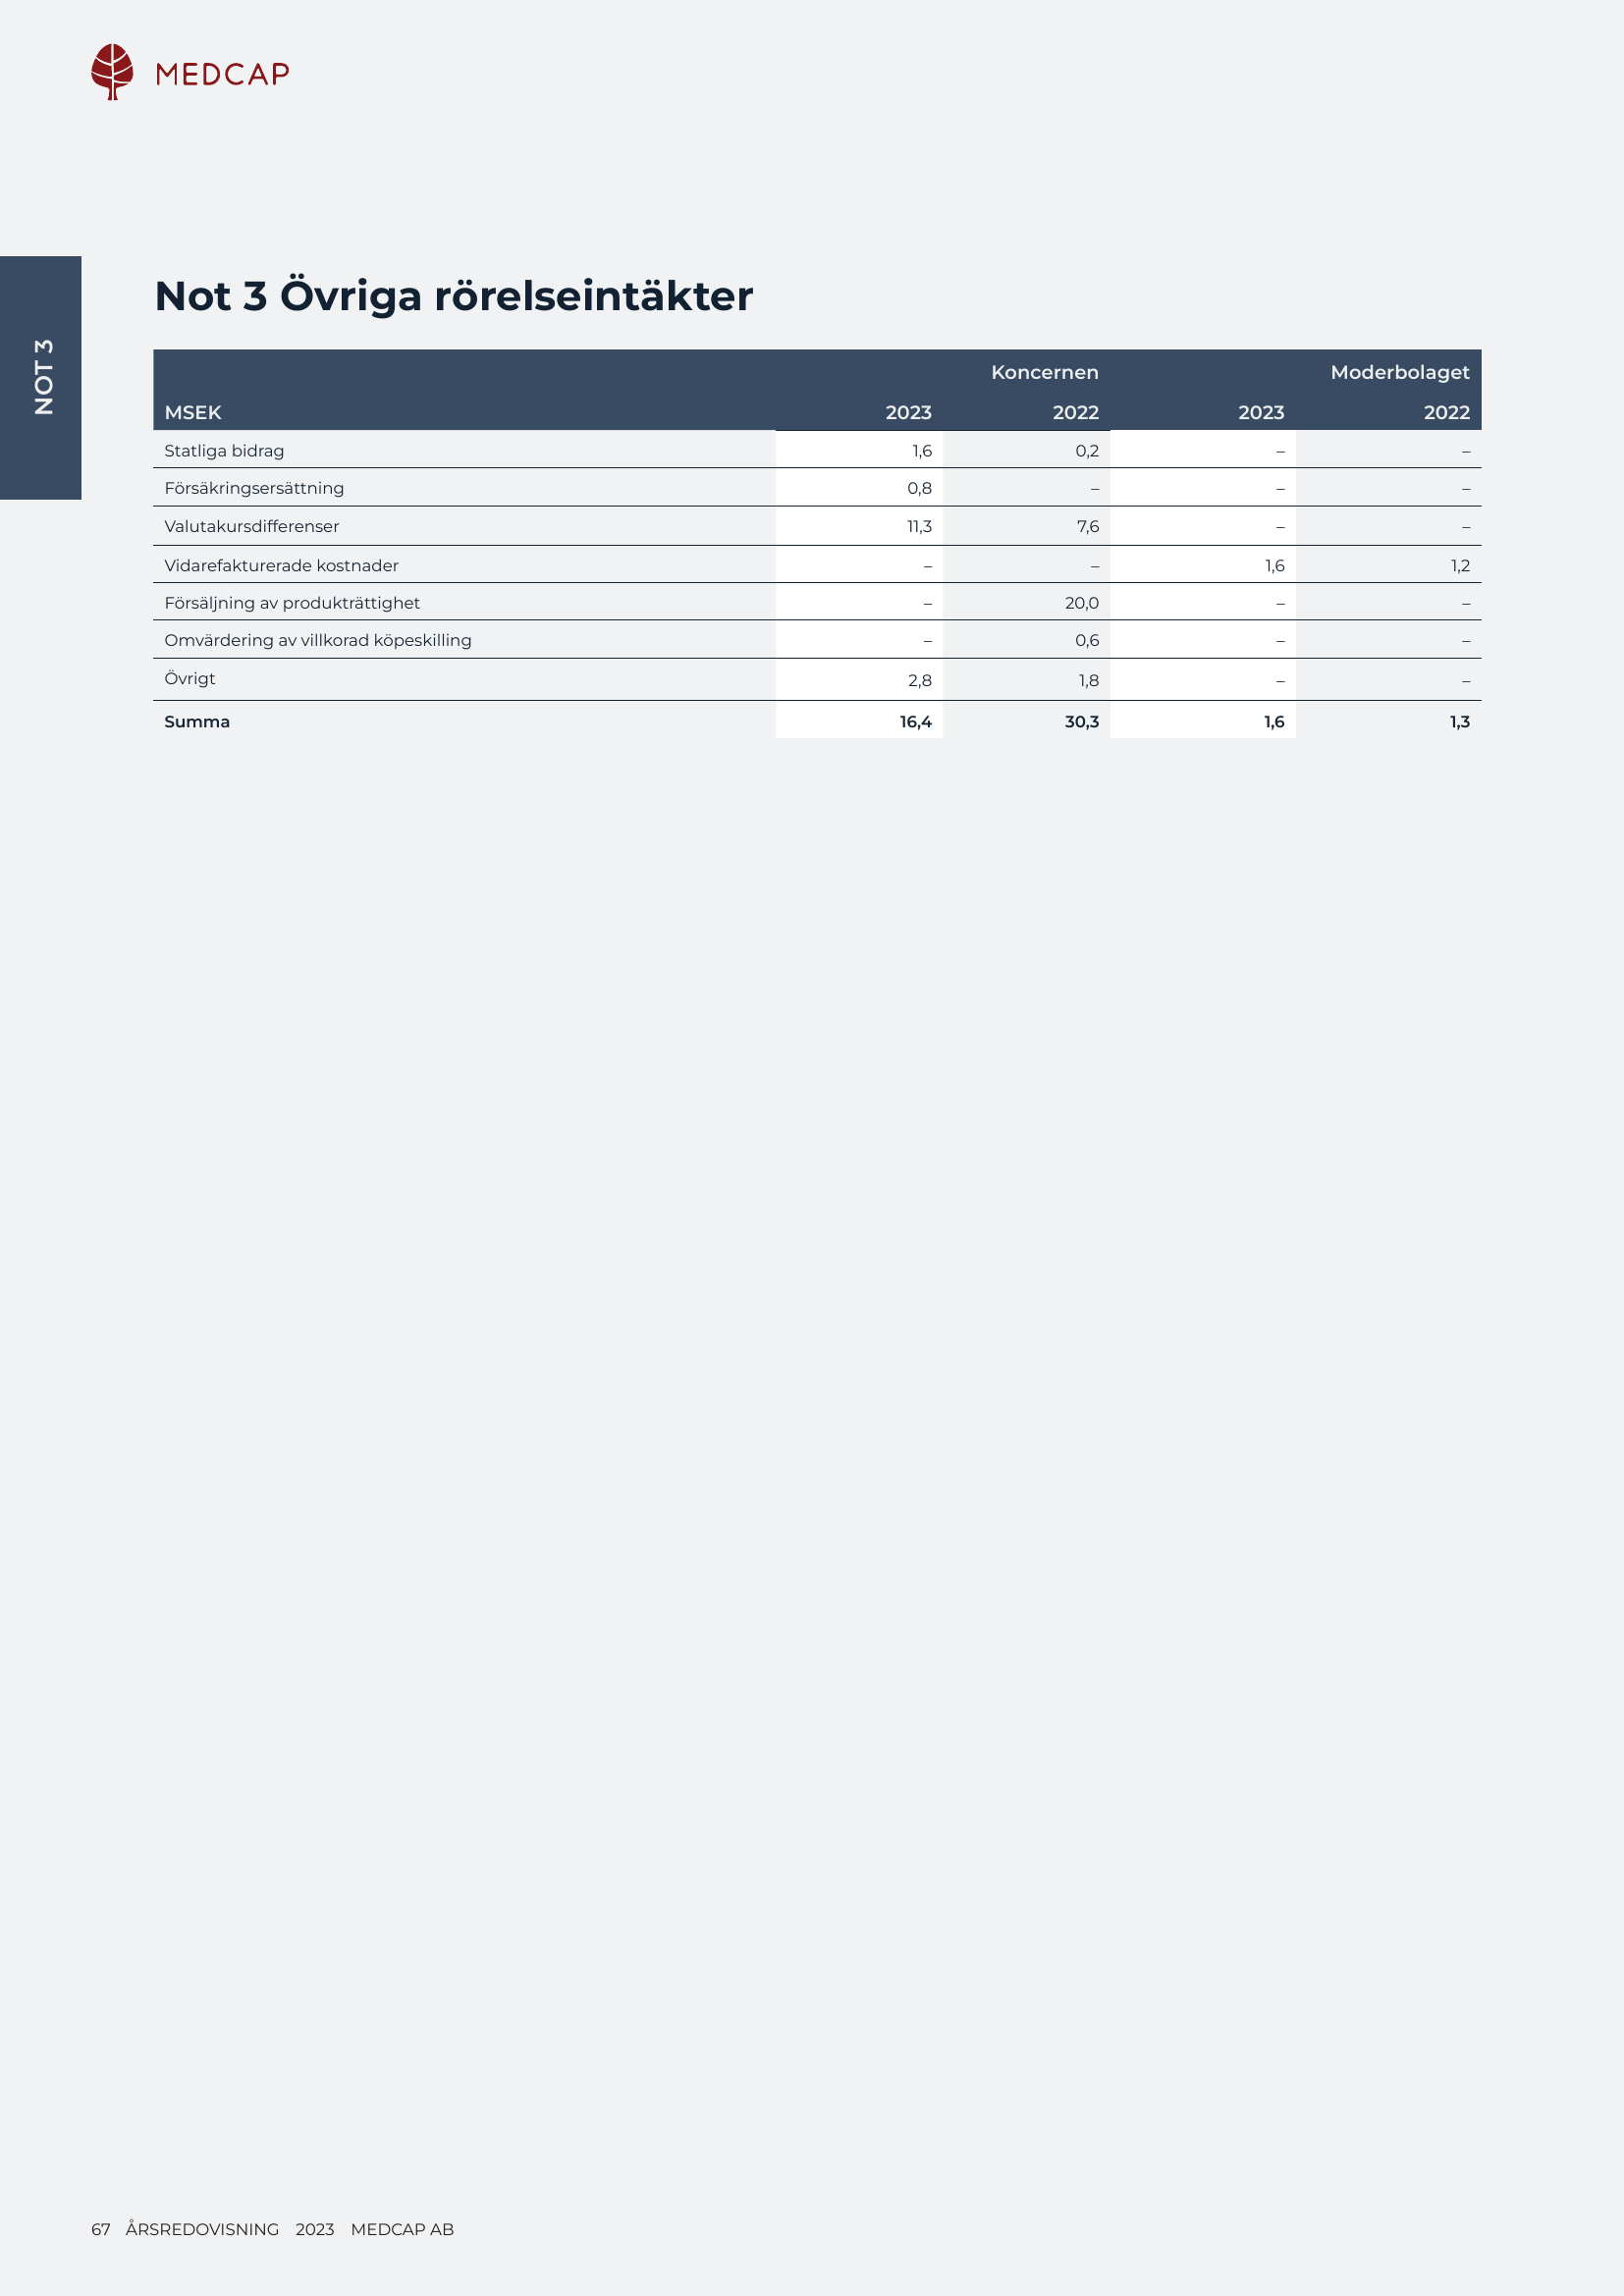 MEDCAP
NOT 3
Not 3 Övriga rörelseintäkter
Koncernen Moderbolaget
MSEK 2023 2022 2023 2022
Statliga bidrag 1,6 0,2 – –
Försäkringsersättning 0,8 – – –
Valutakursdifferenser 11,3 7,6 – –
Vidarefakturerade kostnader – – 1,6 1,2
Försäljning av produkträttighet – 20,0 – –
Omvärdering av villkorad köpeskilling – 0,6 – –
Övrigt 2,8 1,8 – –
Summa 16,4 30,3 1,6 1,3
67 ÅRSREDOVISNING 2023 MEDCAP AB